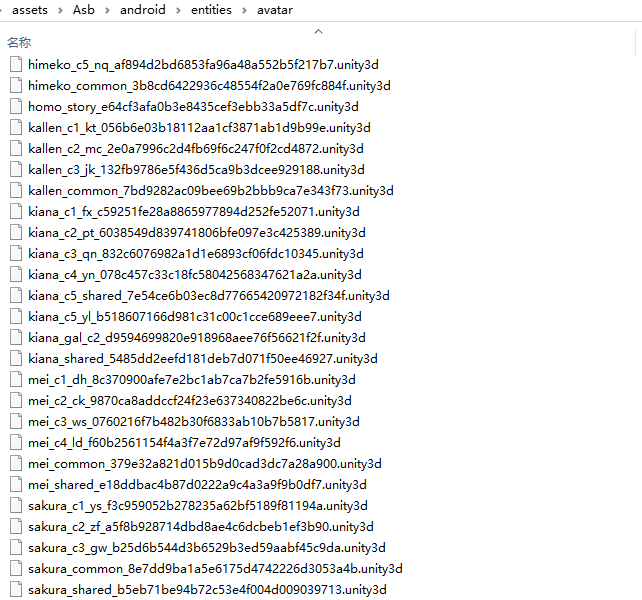 assets > Asb > android > entities > avatar
名称
himeko_c5_nq_af894d2bd6853fa96a48a552b5f217b7.unity3d
himeko_common_3b8cd6422936c48554f2a0e769fc884f.unity3d
homo_story_e64cf3afa0b3e8435cef3ebb33a5df7c.unity3d
kallen_c1_kt_056b6e03b18112aa1cf3871ab1d9b99e.unity3d
kallen_c2_mc_2e0a7996c2d4fb69f6c247f0f2cd4872.unity3d
kallen_c3_jk_132fb9786e5f436d5ca9b3dcee929188.unity3d
kallen_common_7bd9282ac09bee69b2bbb9ca7e343f73.unity3d
kiana_c1_fx_c59251fe28a8865977894d252fe52071.unity3d
kiana_c2_pt_6038549d839741806bfe097e3c425389.unity3d
kiana_c3_qn_832c6076982a1d1e6893cf06fdc10345.unity3d
kiana_c4_yn_078c457c33c18fc58042568347621a2a.unity3d
kiana_c5_shared_7e54ce6b03ec8d77665420972182f34f.unity3d
kiana_c5_yl_b518607166d981c31c00c1cce689eee7.unity3d
kiana_gal_c2_d9594699820e918968aee76f56621f2f.unity3d
kiana_shared_5485dd2eefd181deb7d071f50ee46927.unity3d
mei_c1_dh_8c370900afe7e2bc1ab7ca7b2fe5916b.unity3d
mei_c2_ck_9870ca8addccf24f23e637340822be6c.unity3d
mei_c3_ws_0760216f7b482b30f6833ab10b7b5817.unity3d
mei_c4_ld_f60b2561154f4a3f7e72d97af9f592f6.unity3d
mei_common_379e32a821d015b9d0cad3dc7a28a900.unity3d
mei_shared_e18ddbac4b87d0222a9c4a3a9f9b0df7.unity3d
sakura_c1_ys_f3c959052b278235a62bf5189f81194a.unity3d
sakura_c2_zf_a5f8b928714dbd8ae4c6dcbeb1ef3b90.unity3d
sakura_c3_gw_b25d6b544d3b6529b3ed59aabf45c9da.unity3d
sakura_common_8e7dd9ba1a5e6175d4742226d3053a4b.unity3d
sakura_shared_b5eb71be94b72c53e4f004d009039713.unity3d